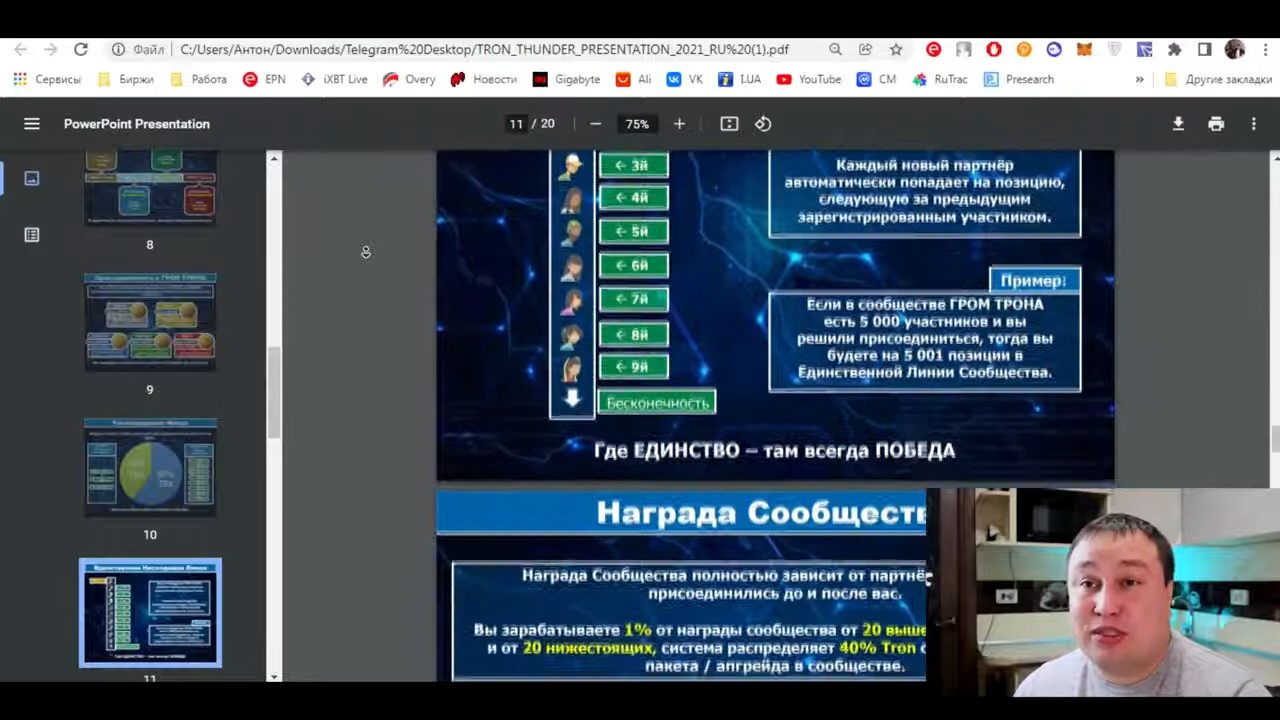 Файл
C:/Users/Антон/Downloads/Telegram%20Desktop/TRON_THUNDER_PRESENTATION_2021_RU%20(1).pdf
Сервисы Биржи Работа EPN iXBT Live Overy Новости Gigabyte Ali VK I.UA YouTube CM RuTrac Presearch » Другие закладки
PowerPoint Presentation
11 / 20
75%
8
9
10
11
← 3й
← 4й
← 5й
← 6й
← 7й
← 8й
← 9й
Бесконечность
Каждый новый партнёр
автоматически попадает на позицию,
следующую за предыдущим
зарегистрированным участником.
Пример:
Если в сообществе ГРОМ ТРОНА
есть 5 000 участников и вы
решили присоединиться, тогда вы
будете на 5 001 позиции в
Единственной Линии Сообщества.
Где ЕДИНСТВО – там всегда ПОБЕДА
Награда Сообществ
Награда Сообщества полностью зависит от партнё
присоединились до и после вас.
Вы зарабатываете 1% от награды сообщества от 20 выше
и от 20 нижестоящих, система распределяет 40% Tron
пакета / апгрейда в сообществе.